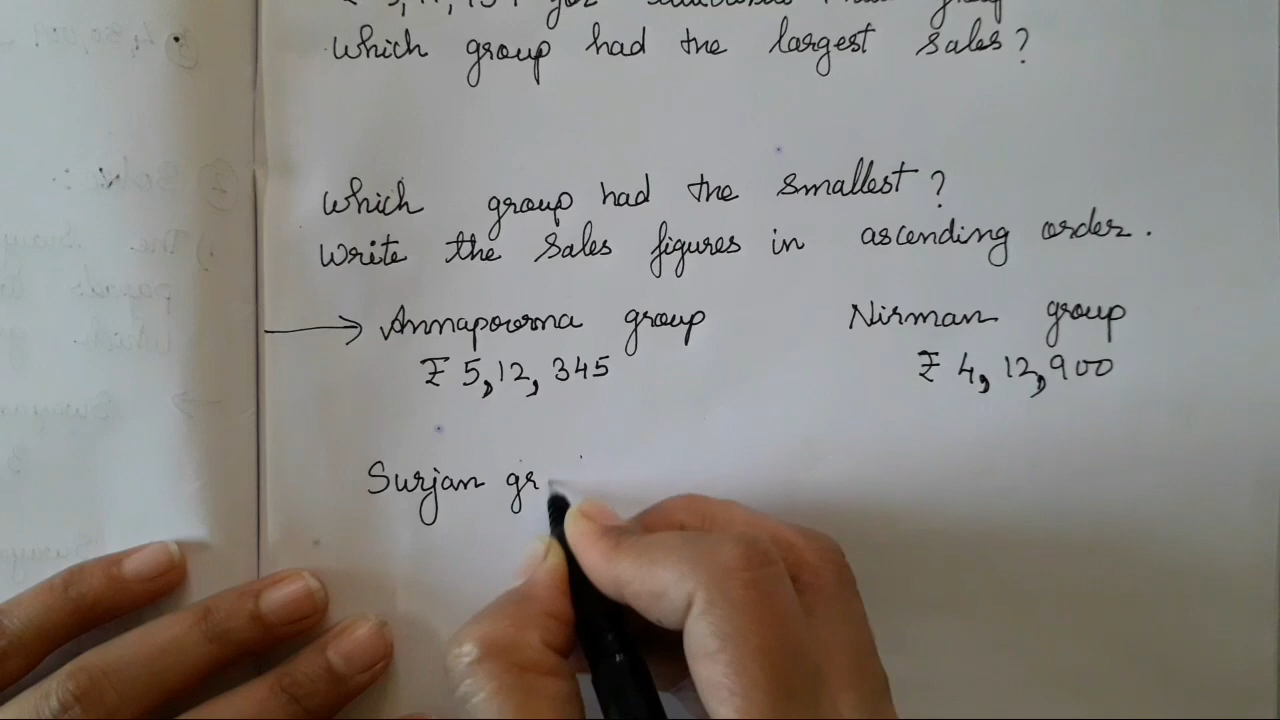 which group had the largest sales?
which group had the smallest?
write the sales figures in ascending order.
Annapoorna group Nirman group
₹ 5,12,345 ₹ 4,12,900
Surjan gr